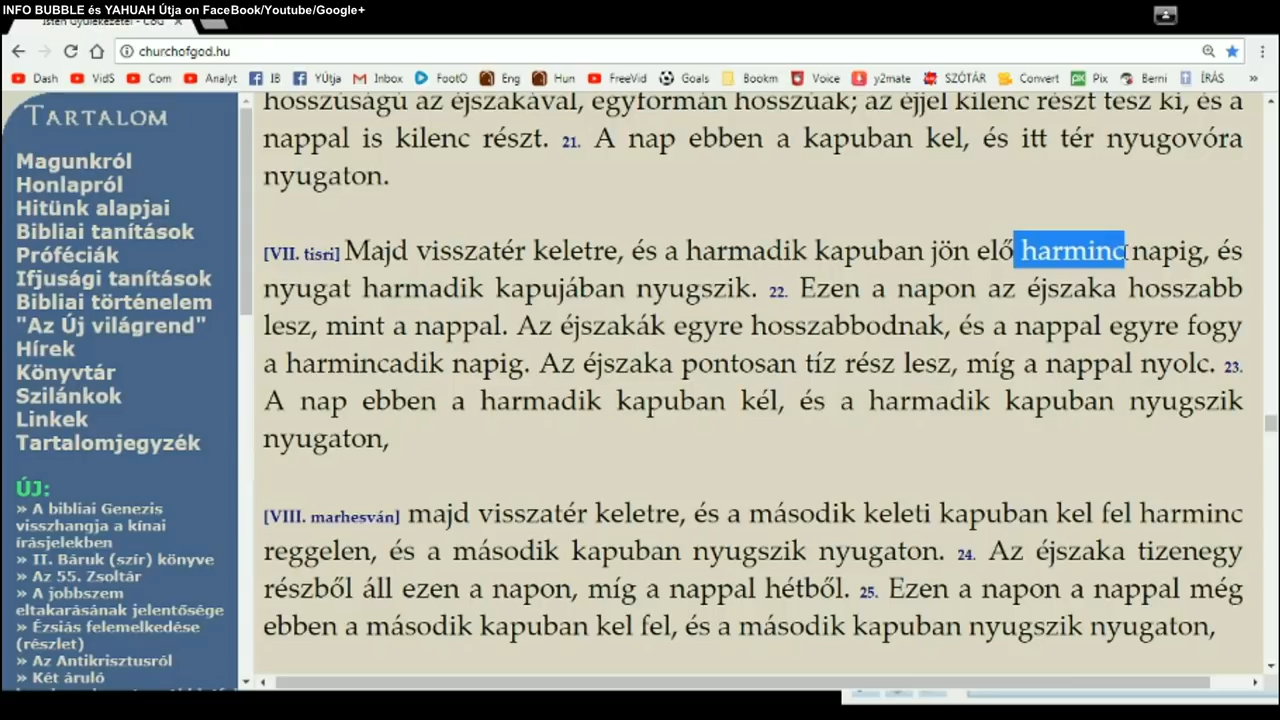 INFO BUBBLE és YAHUAH Útja on FaceBook/Youtube/Google+
Isten Gyülekezetei - CoG
churchofgod.hu
Dash VidS Com Analyt IB YÚtja Inbox FootO Eng Hun FreeVid Goals Bookm Voice y2mate SZÓTÁR Convert Pix Berni ÍRÁS »
TARTALOM
Magunkról
Honlapról
Hitünk alapjai
Bibliai tanítások
Próféciák
Ifjusági tanítások
Bibliai történelem
"Az Új világrend"
Hírek
Könyvtár
Szilánkok
Linkek
Tartalomjegyzék
ÚJ:
» A bibliai Genezis
visszhangja a kínai
írásjelekben
» II. Báruk (szír) könyve
» Az 55. Zsoltár
» A jobbszem
eltakarásának jelentősége
» Ézsiás felemelkedése
(részlet)
» Az Antikrisztusról
» Két áruló
hosszúságú az éjszakával, egyformán hosszúak; az éjjel kilenc részt tesz ki, és a
nappal is kilenc részt. 21. A nap ebben a kapuban kel, és itt tér nyugovóra
nyugaton.
[VII. tisri] Majd visszatér keletre, és a harmadik kapuban jön elő harminc napig, és
nyugat harmadik kapujában nyugszik. 22. Ezen a napon az éjszaka hosszabb
lesz, mint a nappal. Az éjszakák egyre hosszabbodnak, és a nappal egyre fogy
a harmincadik napig. Az éjszaka pontosan tíz rész lesz, míg a nappal nyolc. 23.
A nap ebben a harmadik kapuban kél, és a harmadik kapuban nyugszik
nyugaton,
[VIII. marhesván] majd visszatér keletre, és a második keleti kapuban kel fel harminc
reggelen, és a második kapuban nyugszik nyugaton. 24. Az éjszaka tizenegy
részből áll ezen a napon, míg a nappal hétből. 25. Ezen a napon a nappal még
ebben a második kapuban kel fel, és a második kapuban nyugszik nyugaton,